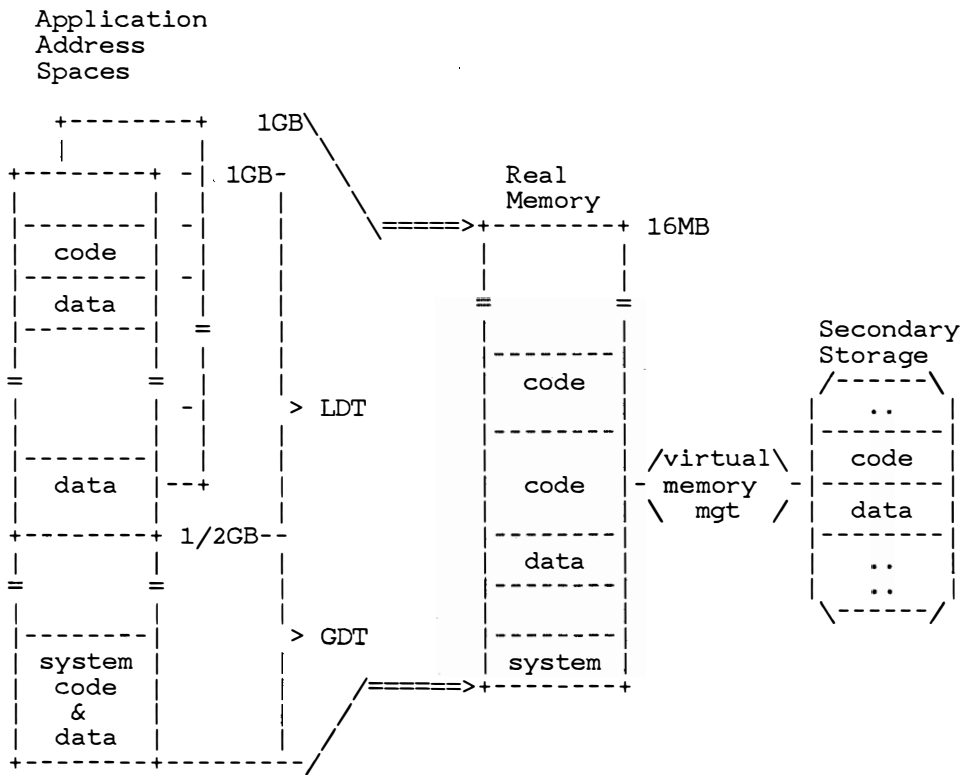 Application
Address
Spaces
1GB
1GB
Real
Memory
16MB
code
data
Secondary
Storage
code
..
LDT
/virtual\
code
data
code
memory
data
\ mgt /
1/2GB
data
..
..
GDT
system
system
code
&
data